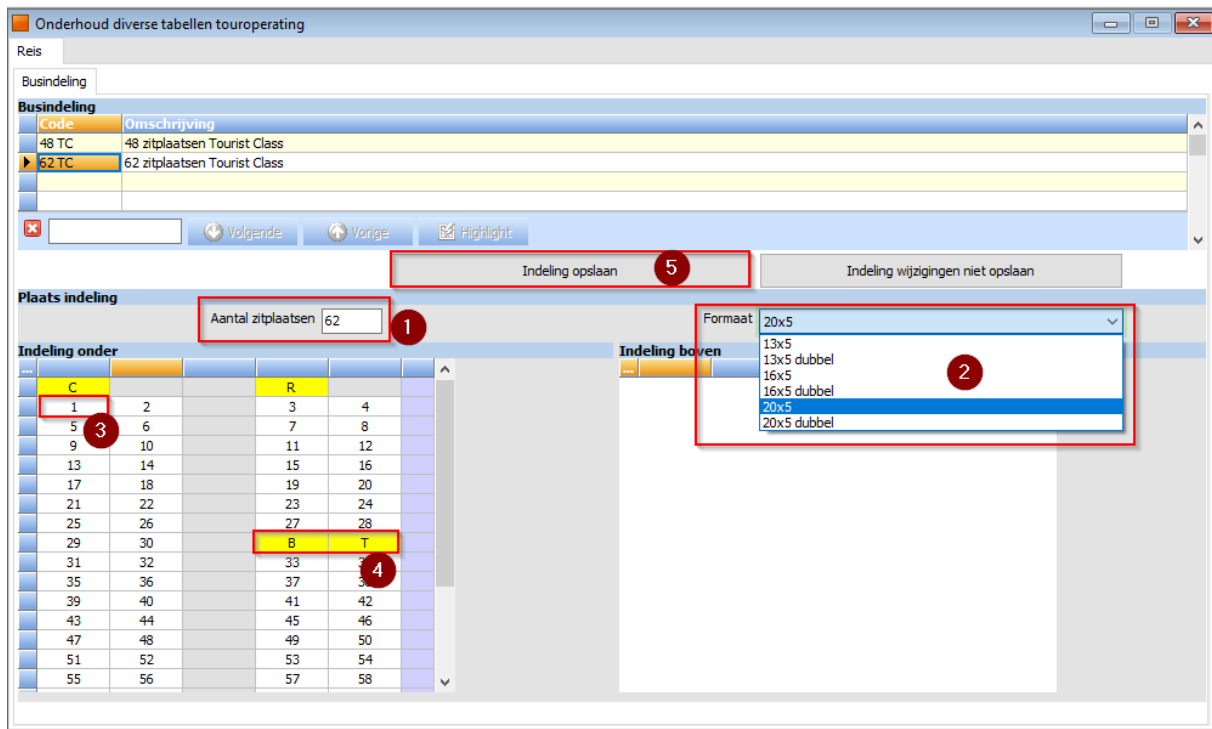 Onderhoud diverse tabellen touroperating
Reis
Busindeling
Busindeling
Code Omschrijving
48 TC 48 zitplaatsen Tourist Class
62 TC 62 zitplaatsen Tourist Class
Volgende Vorige Highlight
Indeling opslaan 5 Indeling wijzigingen niet opslaan
Plaats indeling
Aantal zitplaatsen 62 1 Formaat 20x5
Indeling onder Indeling boven
13x5
13x5 dubbel
16x5
16x5 dubbel
20x5
20x5 dubbel
2
... ...
C R
1 2 3 4
3
5 6 7 8
9 10 11 12
13 14 15 16
17 18 19 20
21 22 23 24
25 26 27 28
29 30 B T
4
31 32 33
35 36 37
39 40 41 42
43 44 45 46
47 48 49 50
51 52 53 54
55 56 57 58